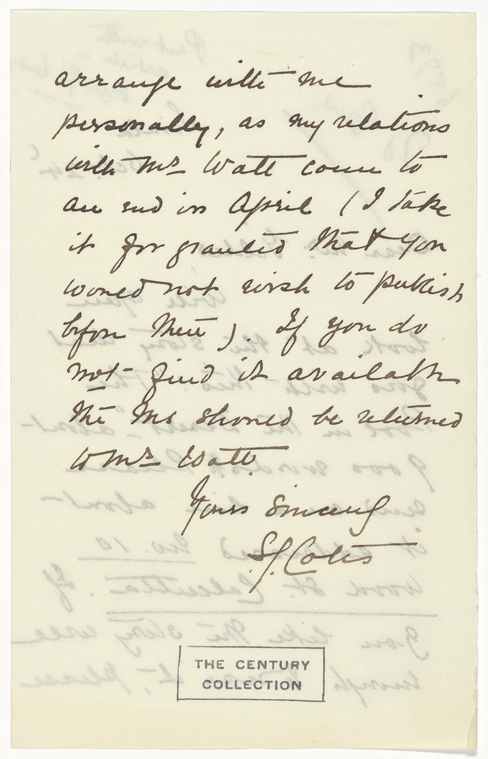 arrange with me
personally, as my relations
with Mr Watt come to
an end in April (I take
it for granted that you
would not wish to publish
before then). If you do
not find it available
the Ms should be returned
to Mr Watt.
Yours sincerely
S. J. Cotes
THE CENTURY
COLLECTION